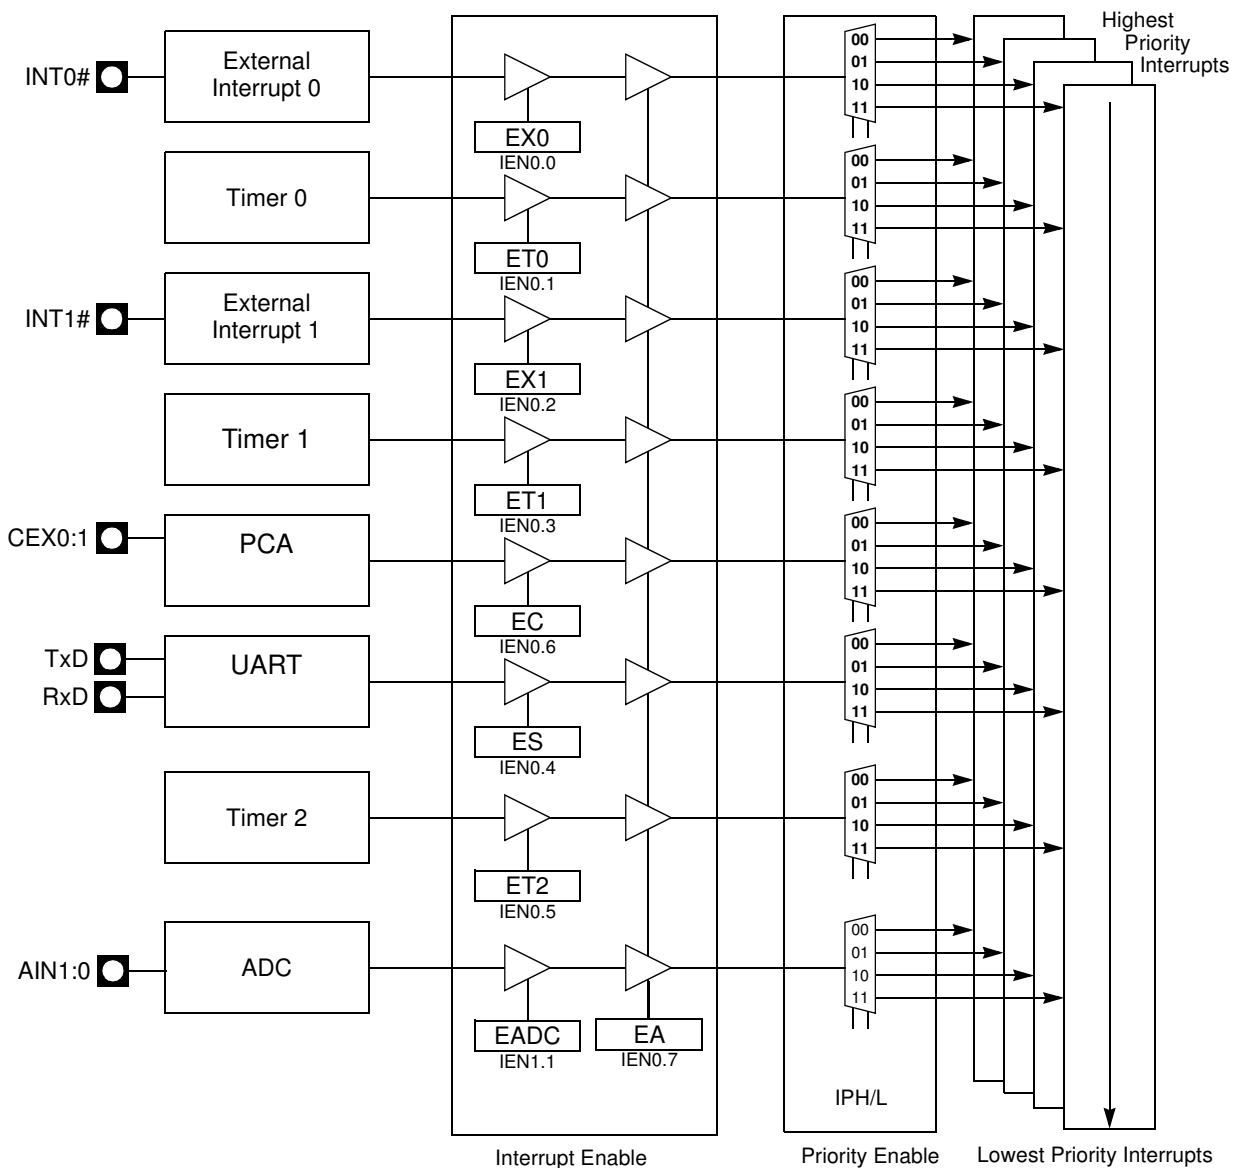 Highest
Priority
Interrupts
INT0#
External
Interrupt 0
EX0
IEN0.0
00
01
10
11
Timer 0
ET0
IEN0.1
00
01
10
11
INT1#
External
Interrupt 1
EX1
IEN0.2
00
01
10
11
Timer 1
ET1
IEN0.3
00
01
10
11
CEX0:1
PCA
EC
IEN0.6
00
01
10
11
TxD
RxD
UART
ES
IEN0.4
00
01
10
11
Timer 2
ET2
IEN0.5
00
01
10
11
AIN1:0
ADC
EADC
IEN1.1
EA
IEN0.7
00
01
10
11
IPH/L
Interrupt Enable
Priority Enable
Lowest Priority Interrupts